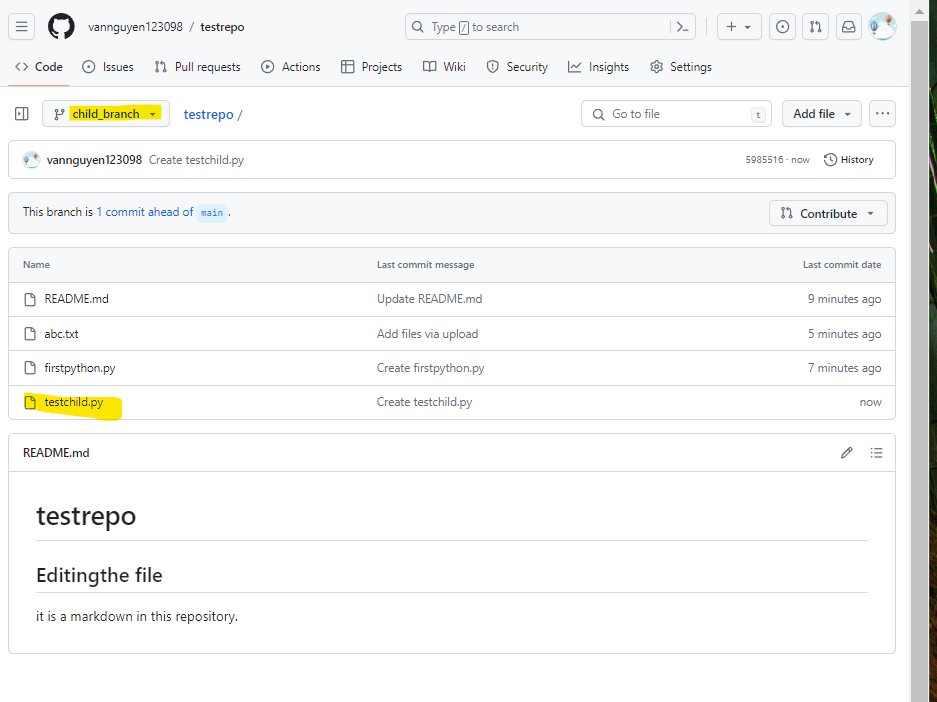 vannguyen123098 / testrepo
Type / to search
Code Issues Pull requests Actions Projects Wiki Security Insights Settings
child_branch testrepo / Go to file t Add file
vannguyen123098 Create testchild.py 5985516 · now History
This branch is 1 commit ahead of main . Contribute
Name Last commit message Last commit date
README.md Update README.md 9 minutes ago
abc.txt Add files via upload 5 minutes ago
firstpython.py Create firstpython.py 7 minutes ago
testchild.py Create testchild.py now
README.md
testrepo
Editingthe file
it is a markdown in this repository.